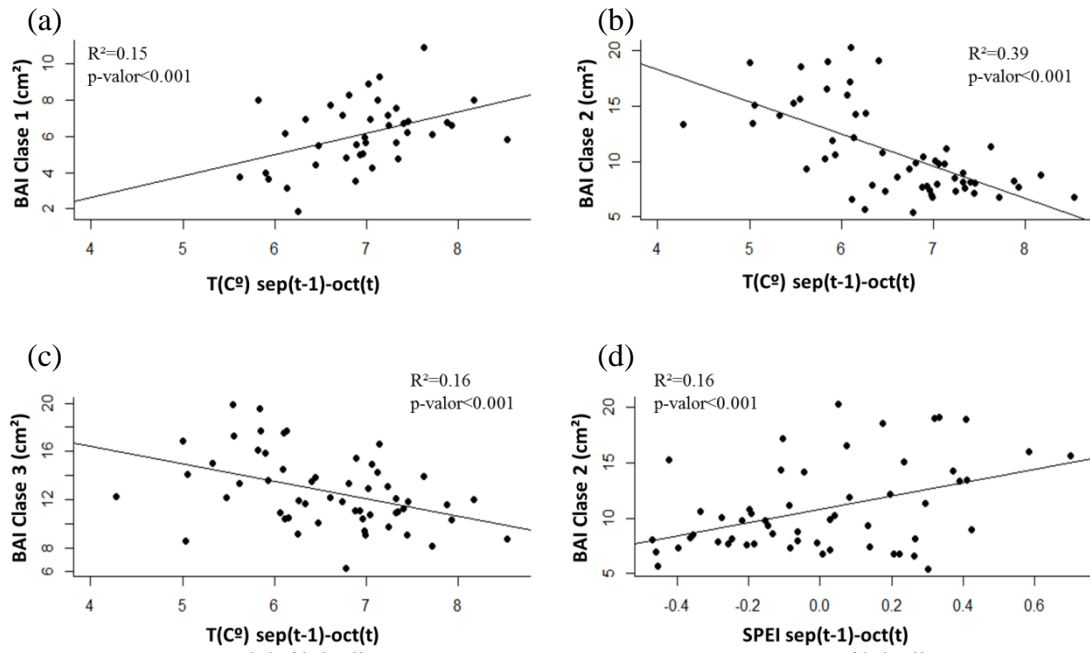 (a)
R²=0.15
p-valor<0.001
BAI Clase 1 (cm²)
10
8
6
4
2
4 5 6 7 8
T(Cº) sep(t-1)-oct(t)
(b)
R²=0.39
p-valor<0.001
BAI Clase 2 (cm²)
20
15
10
5
4 5 6 7 8
T(Cº) sep(t-1)-oct(t)
(c)
R²=0.16
p-valor<0.001
BAI Clase 3 (cm²)
20
16
12
8
6
4 5 6 7 8
T(Cº) sep(t-1)-oct(t)
(d)
R²=0.16
p-valor<0.001
BAI Clase 2 (cm²)
20
15
10
5
-0.4 -0.2 0.0 0.2 0.4 0.6
SPEI sep(t-1)-oct(t)